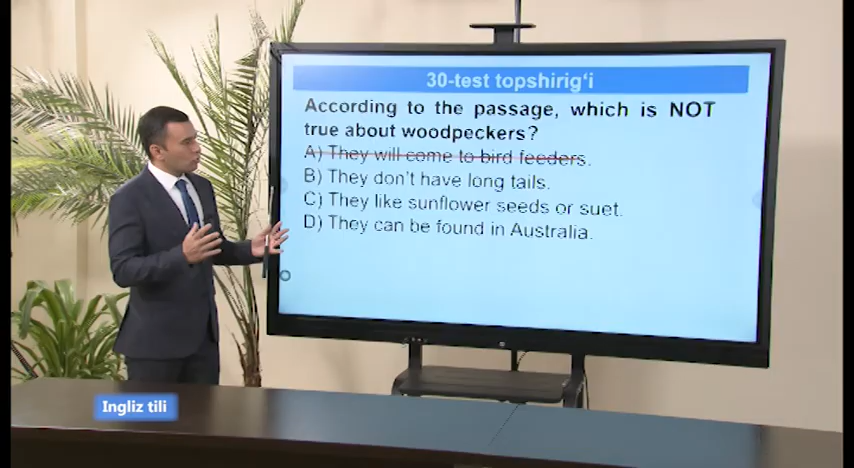 30-test topshirig‘i
According to the passage, which is NOT
true about woodpeckers?
A) They will come to bird feeders.
B) They don't have long tails.
C) They like sunflower seeds or suet.
D) They can be found in Australia.
Ingliz tili